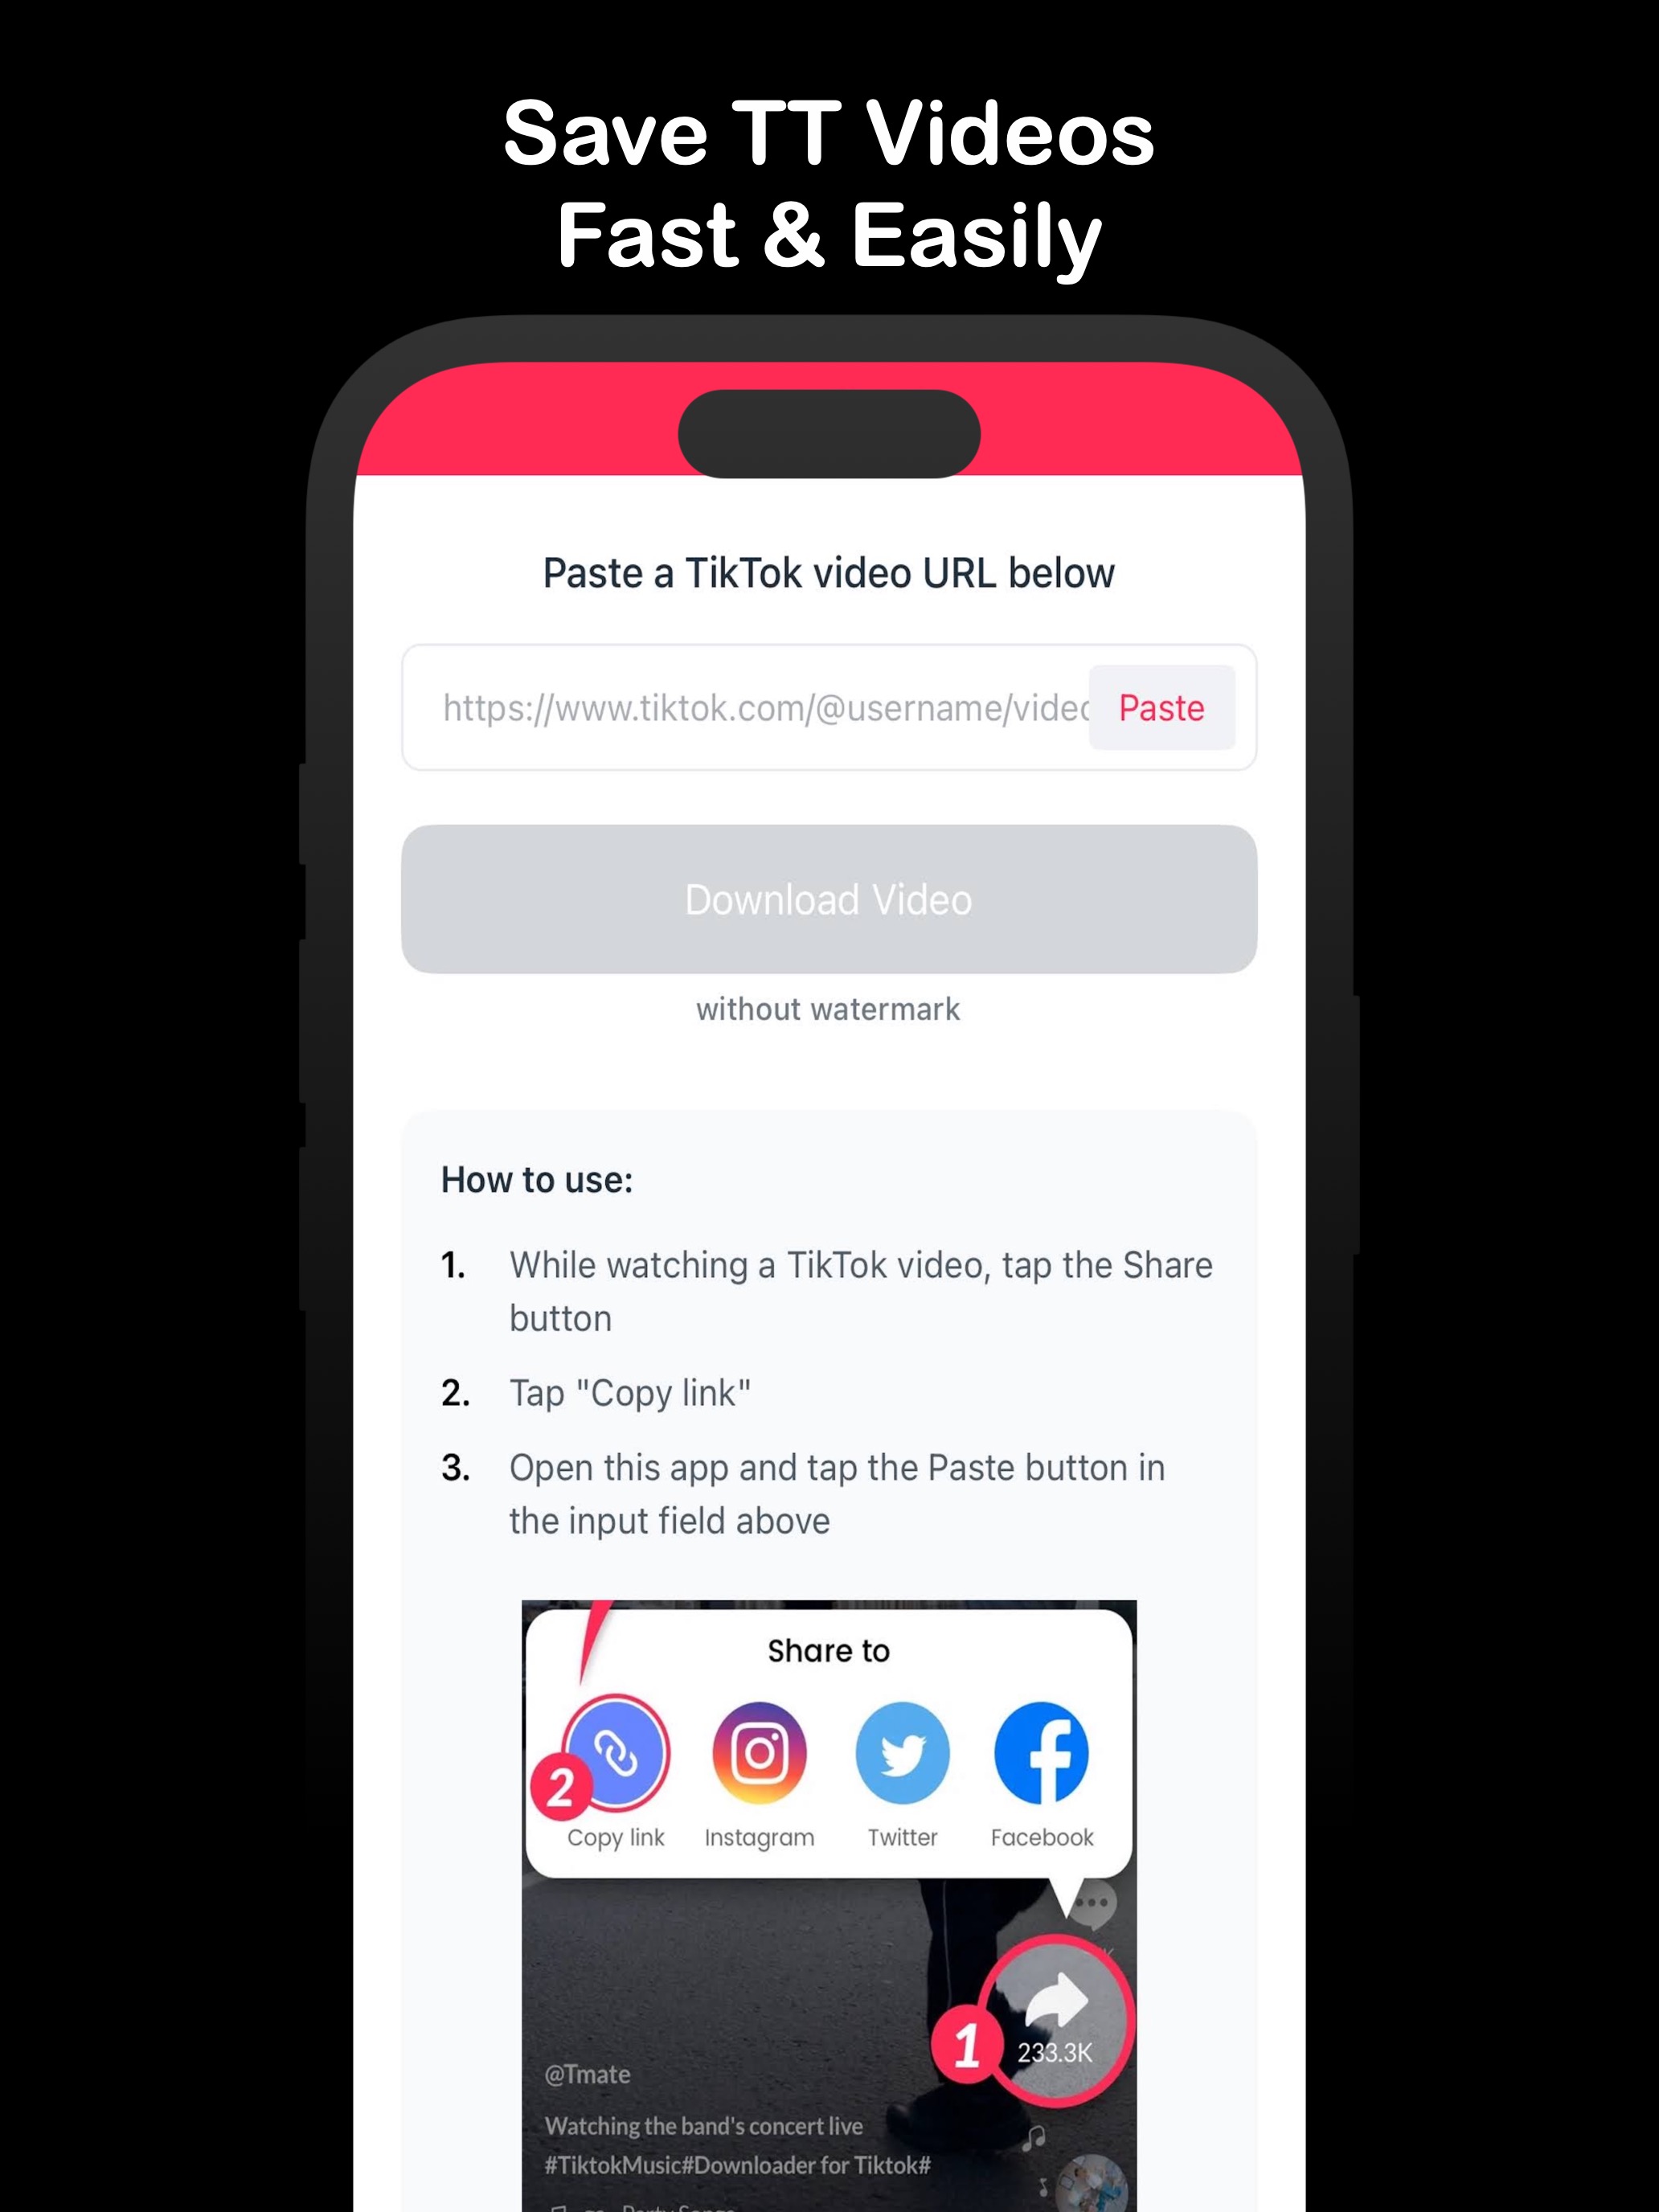 Save TT Videos
Fast & Easily
Paste a TikTok video URL below
https://www.tiktok.com/@username/video
Paste
Download Video
without watermark
How to use:
1. While watching a TikTok video, tap the Share
button
2. Tap "Copy link"
3. Open this app and tap the Paste button in
the input field above
Share to
2
Copy link Instagram Twitter Facebook
1
233.3K
@Tmate
Watching the band's concert live
#TiktokMusic#Downloader for Tiktok#